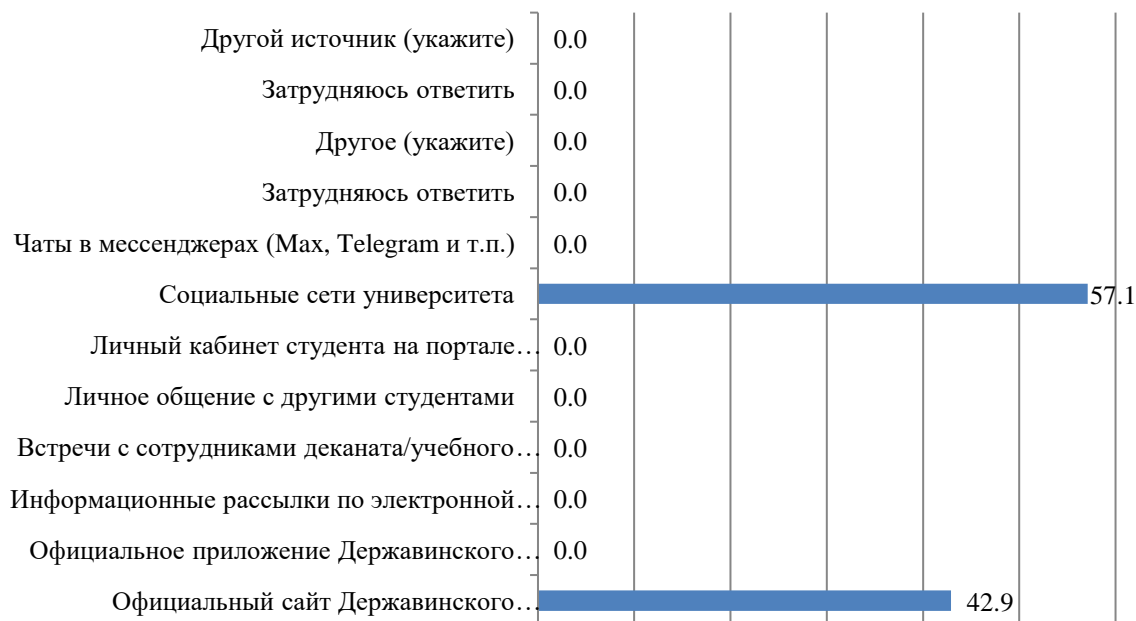 Другой источник (укажите) 0.0
Затрудняюсь ответить 0.0
Другое (укажите) 0.0
Затрудняюсь ответить 0.0
Чаты в мессенджерах (Max, Telegram и т.п.) 0.0
Социальные сети университета 57.1
Личный кабинет студента на портале… 0.0
Личное общение с другими студентами 0.0
Встречи с сотрудниками деканата/учебного… 0.0
Информационные рассылки по электронной… 0.0
Официальное приложение Державинского… 0.0
Официальный сайт Державинского… 42.9